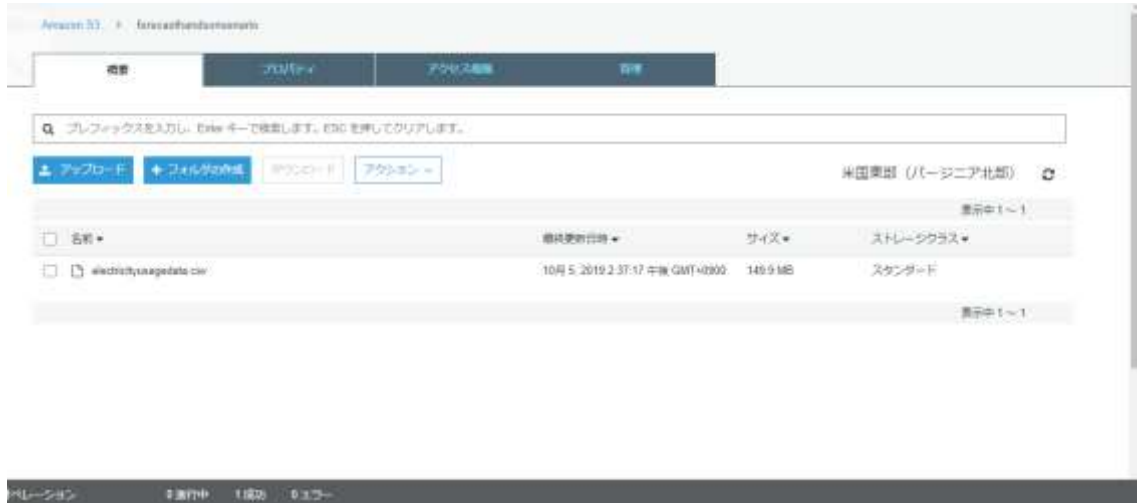 Amazon S3
概要 プロパティ アクセス権限 管理
プレフィックスを入力し、Enter キーで検索します。ESC を押してクリアします。
アップロード + フォルダの作成 ダウンロード アクション
米国東部 (バージニア北部)
表示中 1 ~ 1
名前 最終更新日時 サイズ ストレージクラス
electricityusagedata.csv 10月 5, 2019 2:37:17 午後 GMT+0900 149.9 MB スタンダード
表示中 1 ~ 1
オペレーション 0 進行中 1 成功 0 エラー